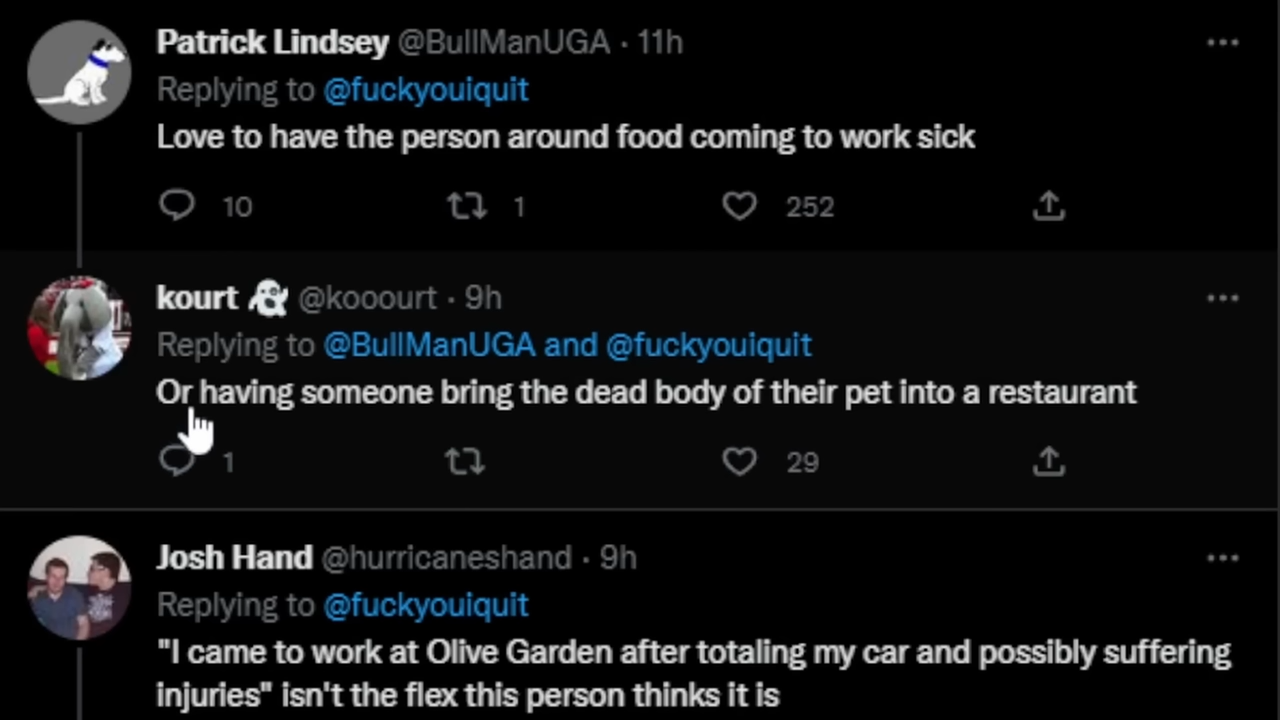 Patrick Lindsey @BullManUGA · 11h
Replying to @fuckyouiquit
Love to have the person around food coming to work sick
10 1 252
kourt 👻 @kooourt · 9h
Replying to @BullManUGA and @fuckyouiquit
Or having someone bring the dead body of their pet into a restaurant
1 29
Josh Hand @hurricaneshand · 9h
Replying to @fuckyouiquit
"I came to work at Olive Garden after totaling my car and possibly suffering
injuries" isn't the flex this person thinks it is